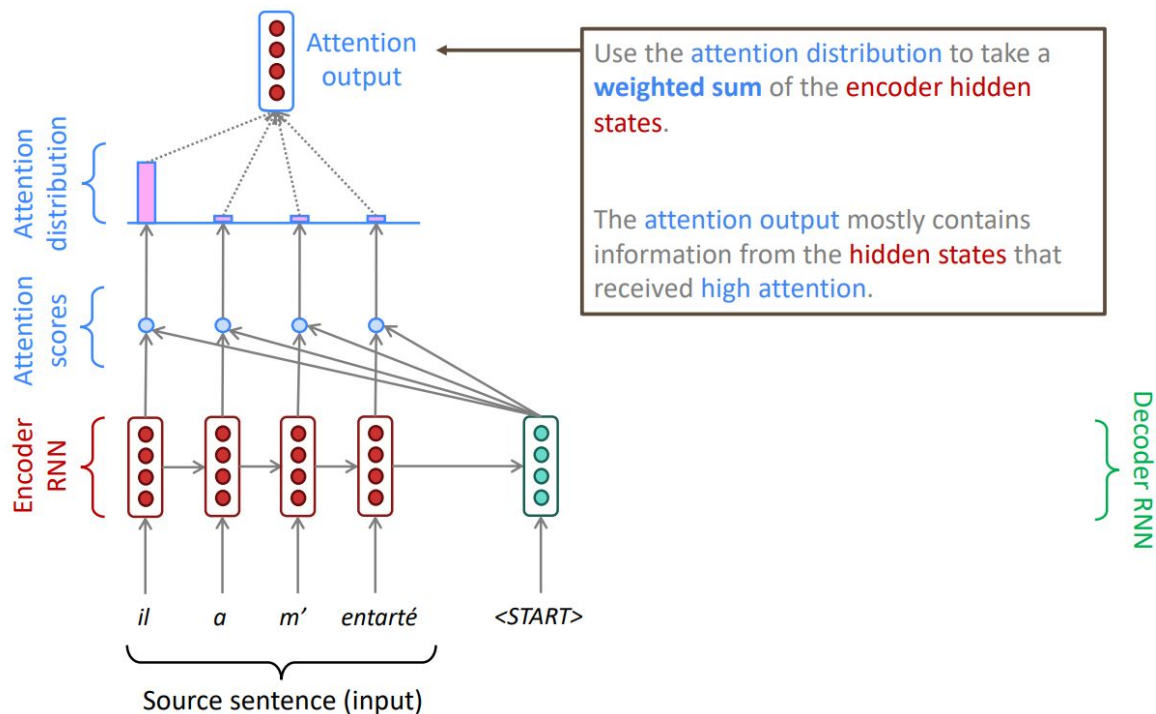 Attention
output
Use the attention distribution to take a
weighted sum of the encoder hidden
states.
The attention output mostly contains
information from the hidden states that
received high attention.
Attention
distribution
Attention
scores
Encoder
RNN
Decoder RNN
il a m’ entarté <START>
Source sentence (input)